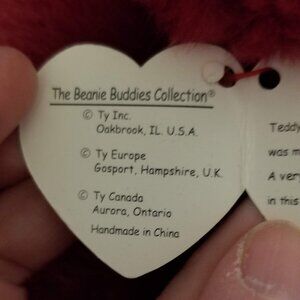 The Beanie Buddies Collection®
© Ty Inc.
Oakbrook, IL. U.S.A.
© Ty Europe
Gosport, Hampshire, U.K.
© Ty Canada
Aurora, Ontario
Handmade in China
Teddy
was m
A very
in this